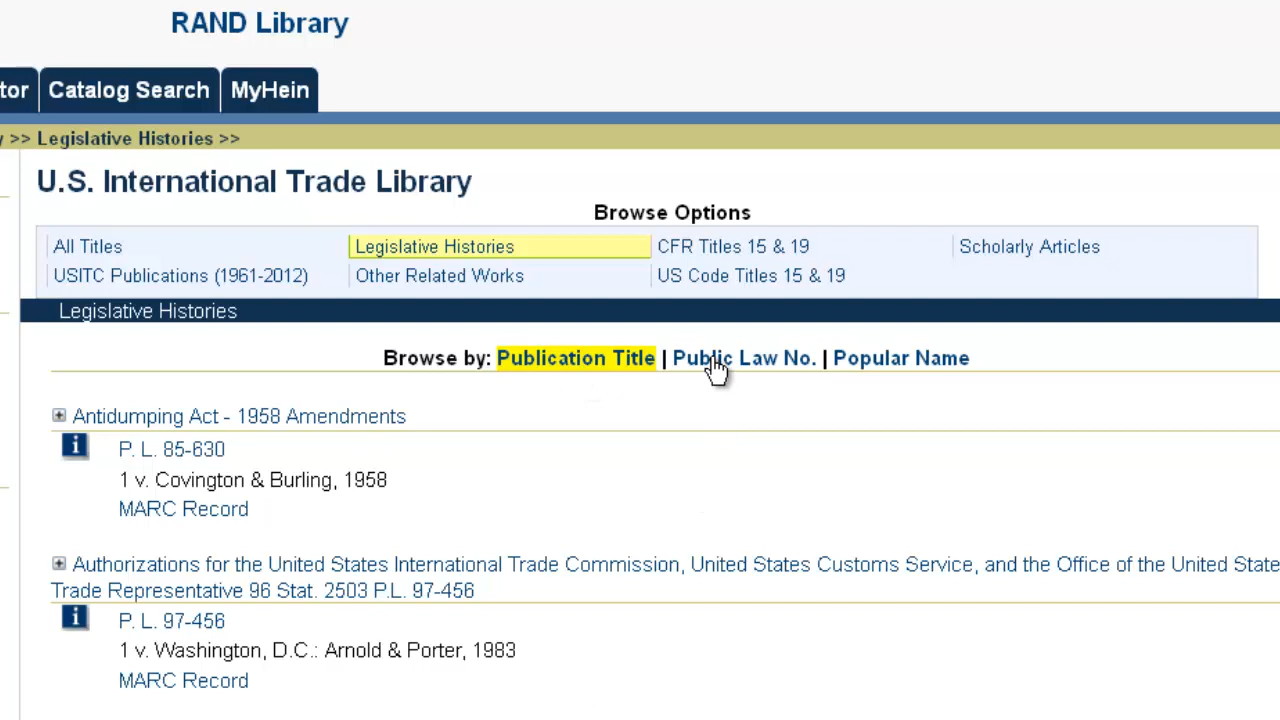 RAND Library
tor Catalog Search MyHein
y >> Legislative Histories >>
U.S. International Trade Library
Browse Options
All Titles Legislative Histories CFR Titles 15 & 19 Scholarly Articles
USITC Publications (1961-2012) Other Related Works US Code Titles 15 & 19
Legislative Histories
Browse by: Publication Title | Public Law No. | Popular Name
Antidumping Act - 1958 Amendments
i P. L. 85-630
1 v. Covington & Burling, 1958
MARC Record
Authorizations for the United States International Trade Commission, United States Customs Service, and the Office of the United State
Trade Representative 96 Stat. 2503 P.L. 97-456
i P. L. 97-456
1 v. Washington, D.C.: Arnold & Porter, 1983
MARC Record